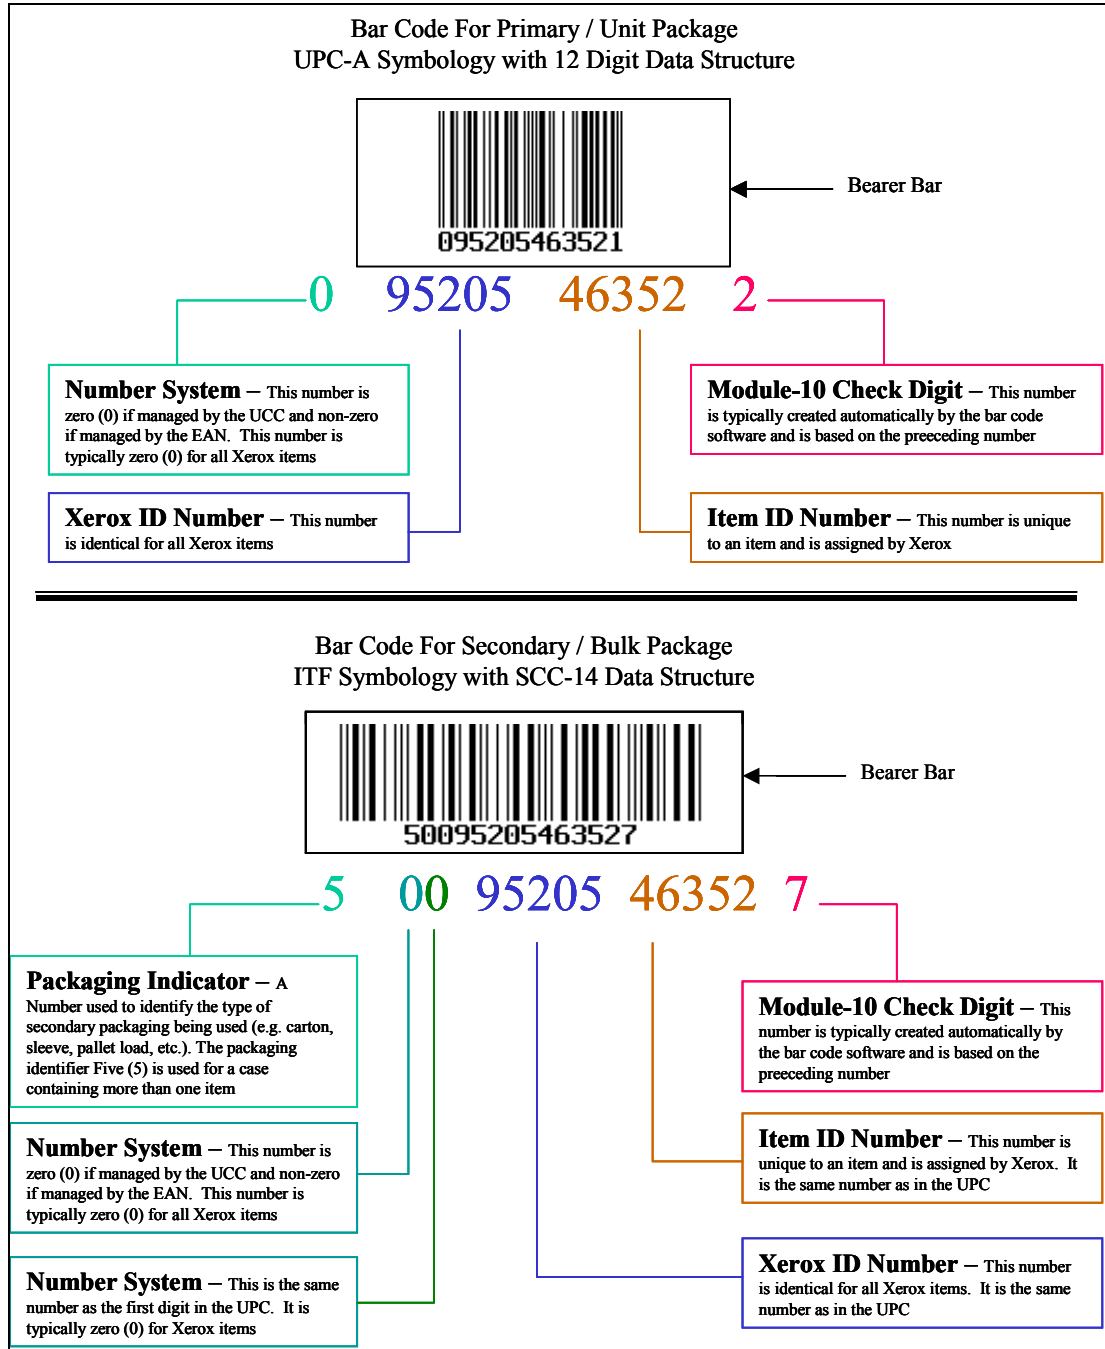 Bar Code For Primary / Unit Package
UPC-A Symbology with 12 Digit Data Structure
095205463521
Bearer Bar
0 95205 46352 2
Number System – This number is
zero (0) if managed by the UCC and non-zero
if managed by the EAN. This number is
typically zero (0) for all Xerox items
Module-10 Check Digit – This number
is typically created automatically by the bar code
software and is based on the preeceding number
Xerox ID Number – This number
is identical for all Xerox items
Item ID Number – This number is unique
to an item and is assigned by Xerox
Bar Code For Secondary / Bulk Package
ITF Symbology with SCC-14 Data Structure
50095205463527
Bearer Bar
5 00 95205 46352 7
Packaging Indicator – A
Number used to identify the type of
secondary packaging being used (e.g. carton,
sleeve, pallet load, etc.). The packaging
identifier Five (5) is used for a case
containing more than one item
Module-10 Check Digit – This
number is typically created automatically by
the bar code software and is based on the
preeceding number
Number System – This number is
zero (0) if managed by the UCC and non-zero
if managed by the EAN. This number is
typically zero (0) for all Xerox items
Item ID Number – This number is
unique to an item and is assigned by Xerox. It
is the same number as in the UPC
Number System – This is the same
number as the first digit in the UPC. It is
typically zero (0) for Xerox items
Xerox ID Number – This number
is identical for all Xerox items. It is the same
number as in the UPC